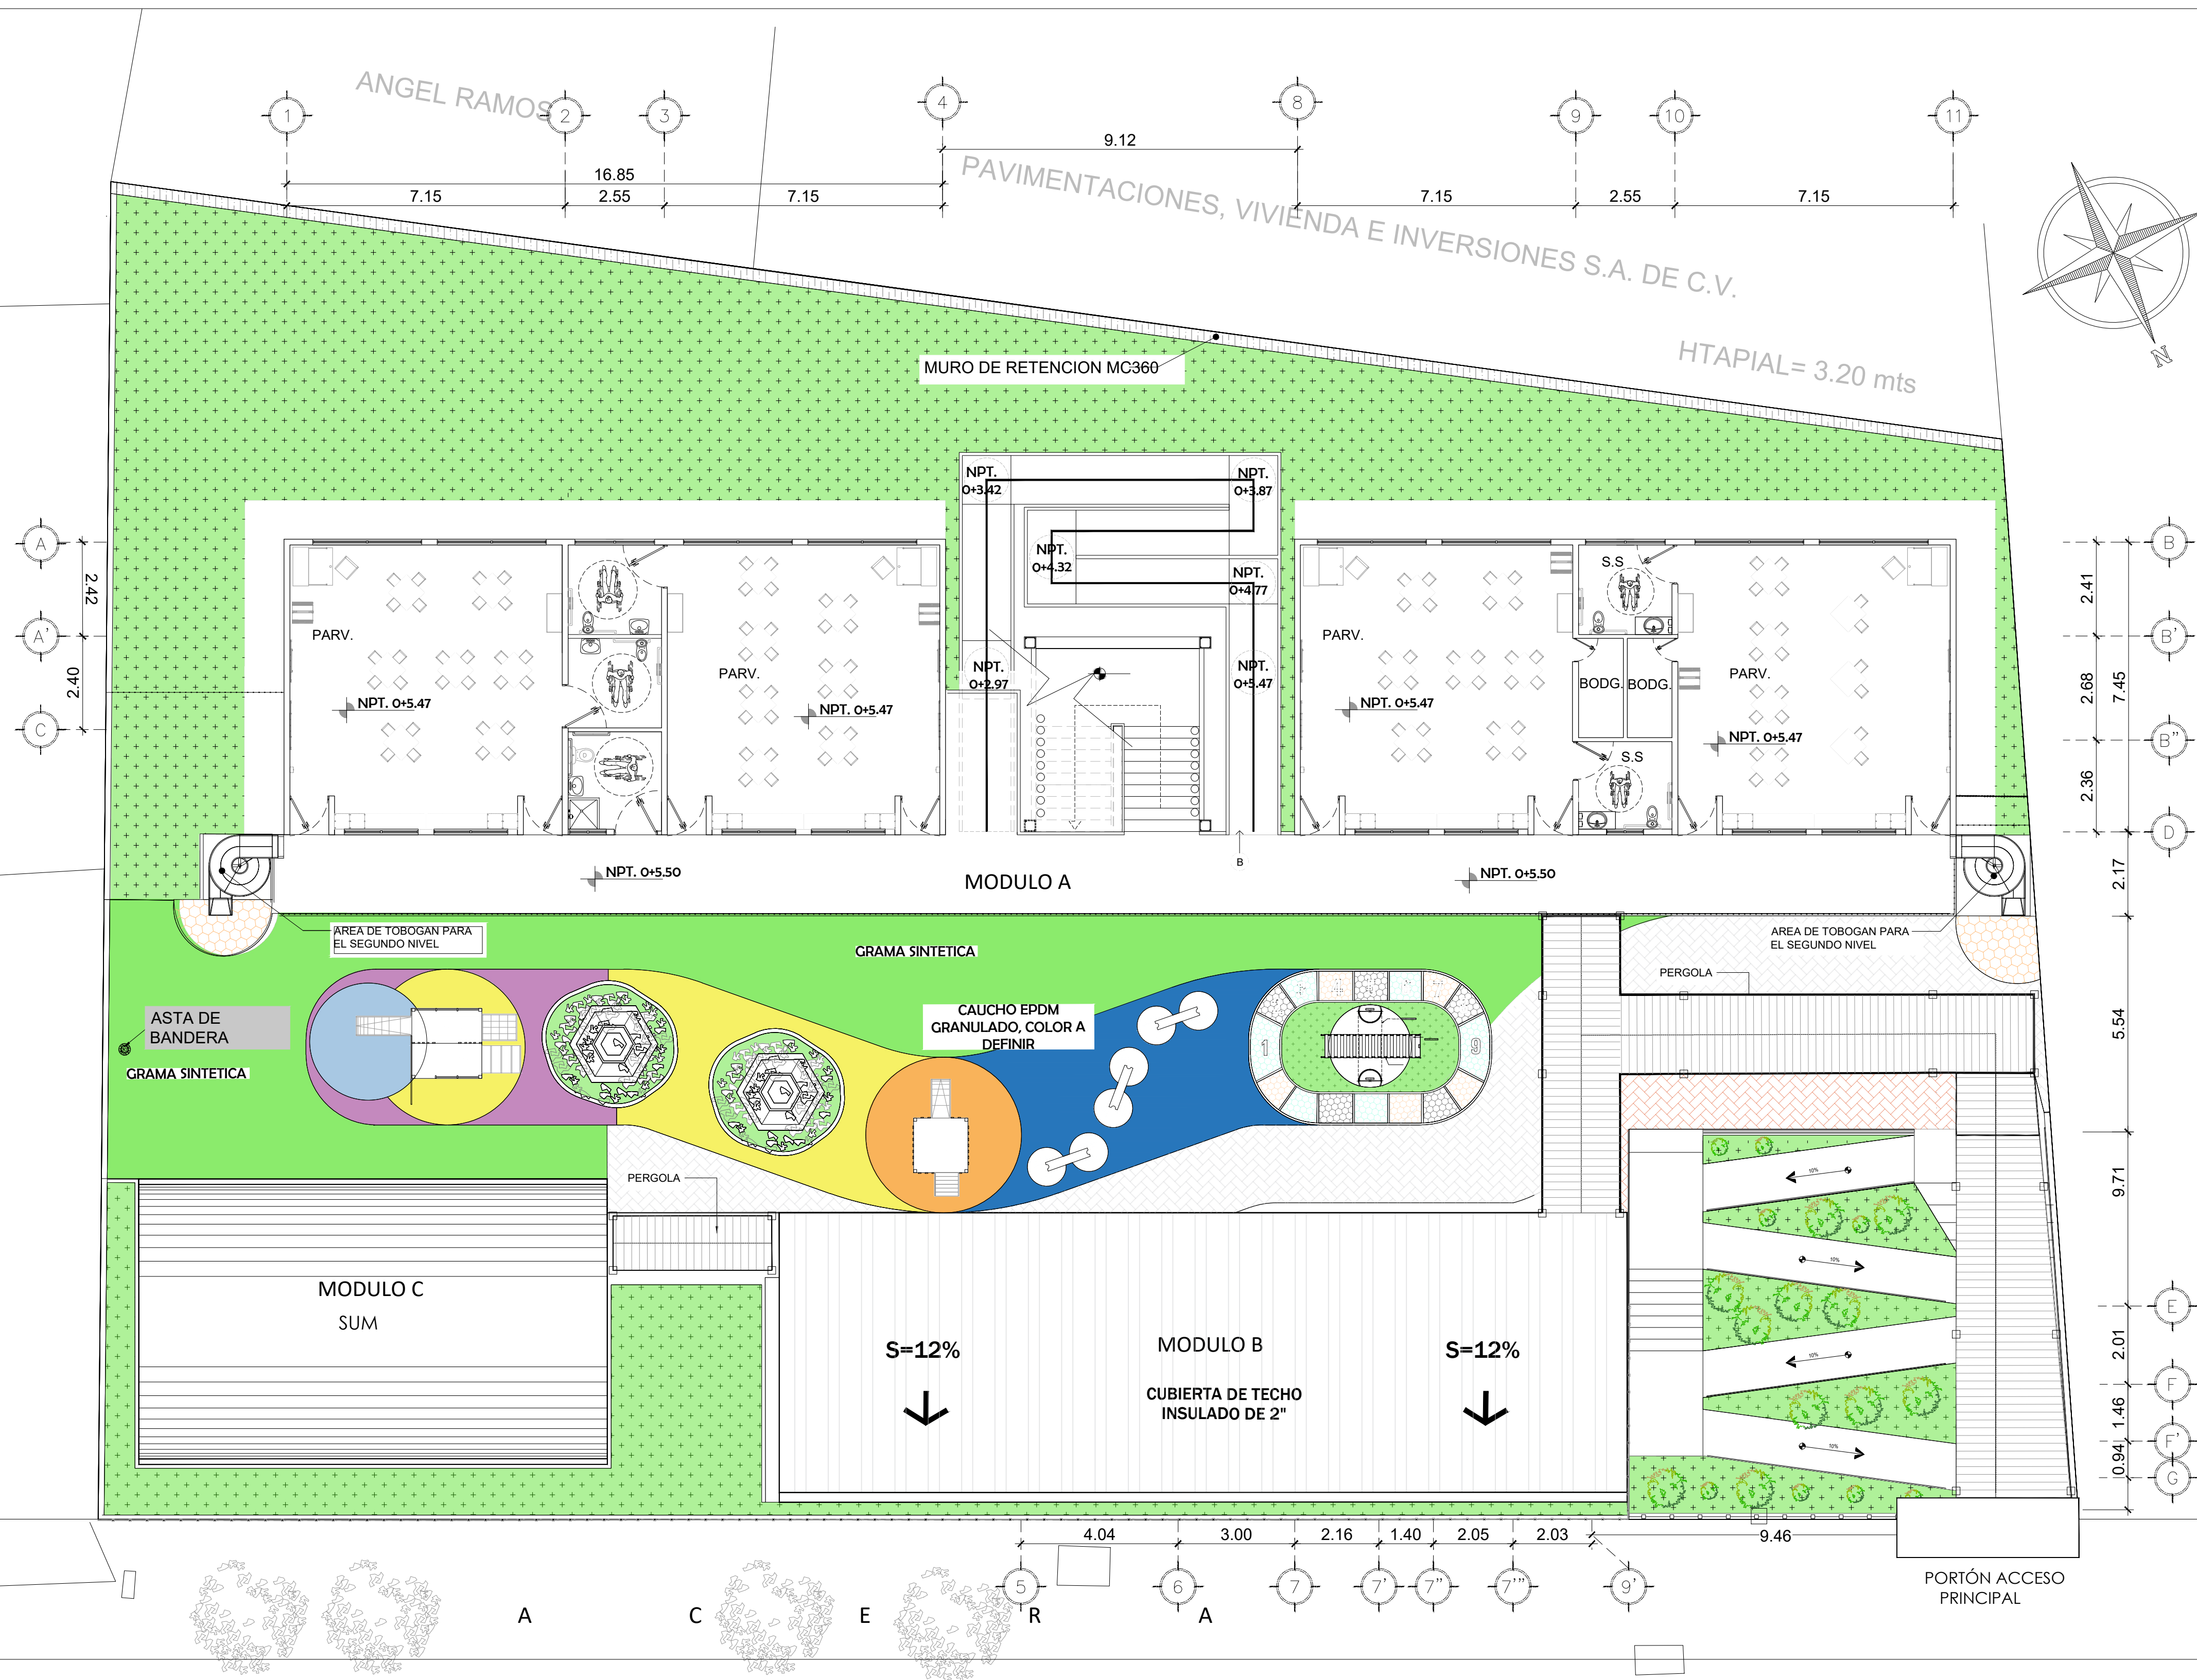 ANGEL RAMOS
1
2
3
4
8
9
10
11
9.12
16.85
7.15
2.55
7.15
7.15
2.55
7.15
PAVIMENTACIONES, VIVIENDA E INVERSIONES S.A. DE C.V.
HTAPIAL= 3.20 mts
N
MURO DE RETENCION MC360
A
A'
C
2.42
2.40
B
B'
B''
D
2.41
2.68
2.36
7.45
2.17
5.54
9.71
2.01
1.46
0.94
E
F
F'
G
NPT.
0+3.42
NPT.
0+3.87
NPT.
0+4.32
NPT.
0+4.77
NPT.
0+2.97
NPT.
0+5.47
PARV.
NPT. 0+5.47
PARV.
NPT. 0+5.47
PARV.
NPT. 0+5.47
S.S
BODG.
BODG.
S.S
PARV.
NPT. 0+5.47
B
NPT. 0+5.50
MODULO A
NPT. 0+5.50
AREA DE TOBOGAN PARA
EL SEGUNDO NIVEL
GRAMA SINTETICA
AREA DE TOBOGAN PARA
EL SEGUNDO NIVEL
PERGOLA
ASTA DE
BANDERA
GRAMA SINTETICA
CAUCHO EPDM
GRANULADO, COLOR A
DEFINIR
1
9
PERGOLA
10%
10%
10%
10%
MODULO C
SUM
S=12%
MODULO B
S=12%
CUBIERTA DE TECHO
INSULADO DE 2"
4.04
3.00
2.16
1.40
2.05
2.03
9.46
5
6
7
7'
7''
7'''
9'
PORTÓN ACCESO
PRINCIPAL
A C E R A